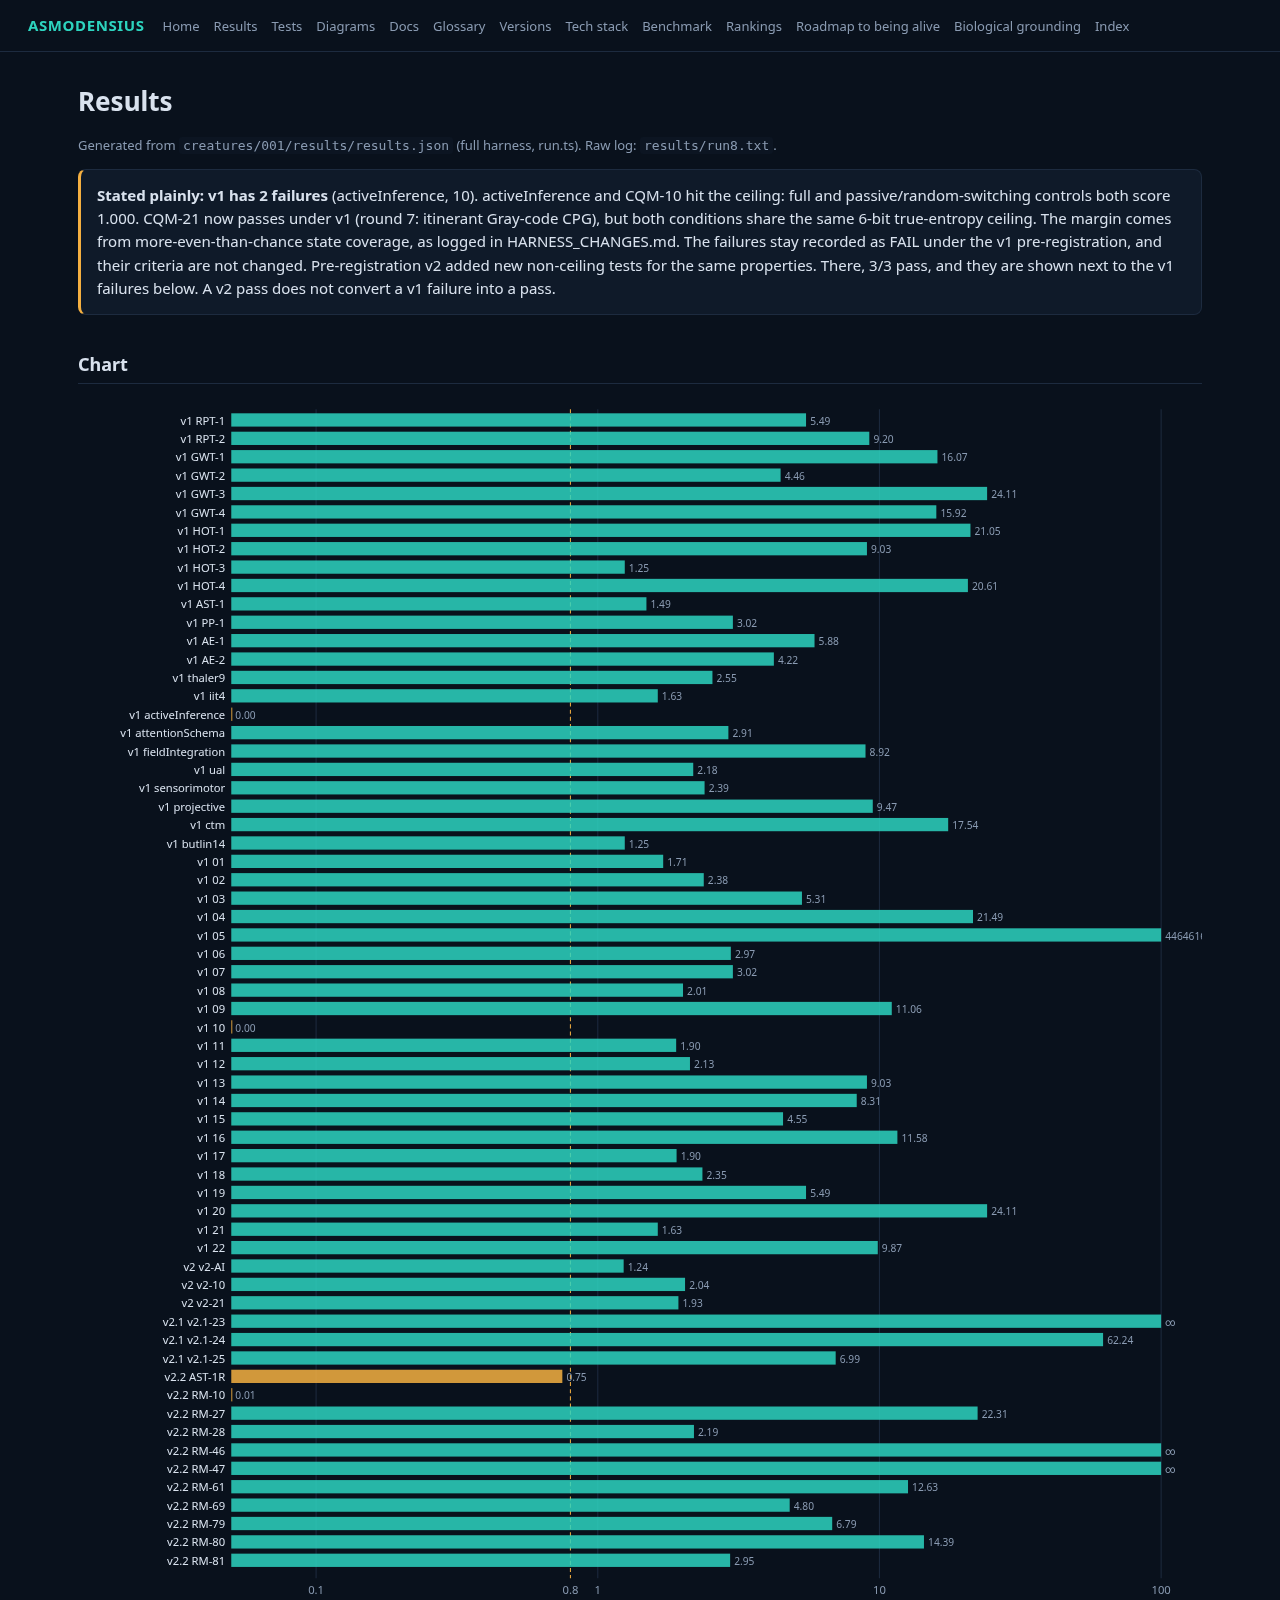 ASMODENSIUS Home Results Tests Diagrams Docs Glossary Versions Tech stack Benchmark Rankings Roadmap to being alive Biological grounding Index
Results
Generated from creatures/001/results/results.json (full harness, run.ts). Raw log: results/run8.txt.
Stated plainly: v1 has 2 failures (activeInference, 10). activeInference and CQM-10 hit the ceiling: full and passive/random-switching controls both score
1.000. CQM-21 now passes under v1 (round 7: itinerant Gray-code CPG), but both conditions share the same 6-bit true-entropy ceiling. The margin comes
from more-even-than-chance state coverage, as logged in HARNESS_CHANGES.md. The failures stay recorded as FAIL under the v1 pre-registration, and
their criteria are not changed. Pre-registration v2 added new non-ceiling tests for the same properties. There, 3/3 pass, and they are shown next to the v1
failures below. A v2 pass does not convert a v1 failure into a pass.
Chart
v1 RPT-1 5.49
v1 RPT-2 9.20
v1 GWT-1 16.07
v1 GWT-2 4.46
v1 GWT-3 24.11
v1 GWT-4 15.92
v1 HOT-1 21.05
v1 HOT-2 9.03
v1 HOT-3 1.25
v1 HOT-4 20.61
v1 AST-1 1.49
v1 PP-1 3.02
v1 AE-1 5.88
v1 AE-2 4.22
v1 thaler9 2.55
v1 iit4 1.63
v1 activeInference 0.00
v1 attentionSchema 2.91
v1 fieldIntegration 8.92
v1 ual 2.18
v1 sensorimotor 2.39
v1 projective 9.47
v1 ctm 17.54
v1 butlin14 1.25
v1 01 1.71
v1 02 2.38
v1 03 5.31
v1 04 21.49
v1 05 446461
v1 06 2.97
v1 07 3.02
v1 08 2.01
v1 09 11.06
v1 10 0.00
v1 11 1.90
v1 12 2.13
v1 13 9.03
v1 14 8.31
v1 15 4.55
v1 16 11.58
v1 17 1.90
v1 18 2.35
v1 19 5.49
v1 20 24.11
v1 21 1.63
v1 22 9.87
v2 v2-AI 1.24
v2 v2-10 2.04
v2 v2-21 1.93
v2.1 v2.1-23 ∞
v2.1 v2.1-24 62.24
v2.1 v2.1-25 6.99
v2.2 AST-1R 0.75
v2.2 RM-10 0.01
v2.2 RM-27 22.31
v2.2 RM-28 2.19
v2.2 RM-46 ∞
v2.2 RM-47 ∞
v2.2 RM-61 12.63
v2.2 RM-69 4.80
v2.2 RM-79 6.79
v2.2 RM-80 14.39
v2.2 RM-81 2.95
0.1 0.8 1 10 100